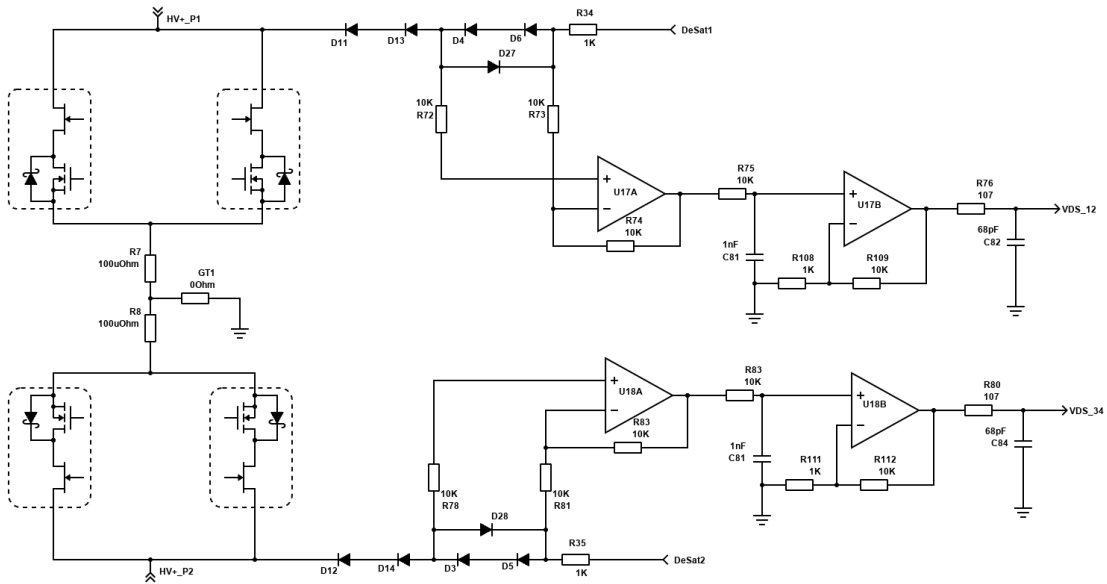 HV+_P1
D11
D13
D4
D6
R34
1K
DeSat1
D27
10K
R72
10K
R73
U17A
R74
10K
R75
10K
1nF
C81
U17B
R108
1K
R109
10K
R76
107
68pF
C82
VDS_12
R7
100uOhm
GT1
0Ohm
R8
100uOhm
U18A
R83
10K
R83
10K
1nF
C81
U18B
R111
1K
R112
10K
R80
107
68pF
C84
VDS_34
10K
R78
10K
R81
D28
HV+_P2
D12
D14
D3
D5
R35
1K
DeSat2
+
−
+
−
+
−
+
−